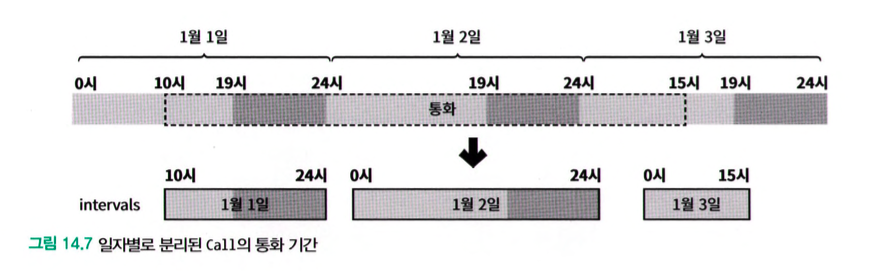 1월 1일 1월 2일 1월 3일
0시 10시 19시 24시 19시 24시 15시 19시 24시
통화
10시 24시 0시 24시 0시 15시
intervals 1월 1일 1월 2일 1월 3일
그림 14.7 일자별로 분리된 Call의 통화 기간